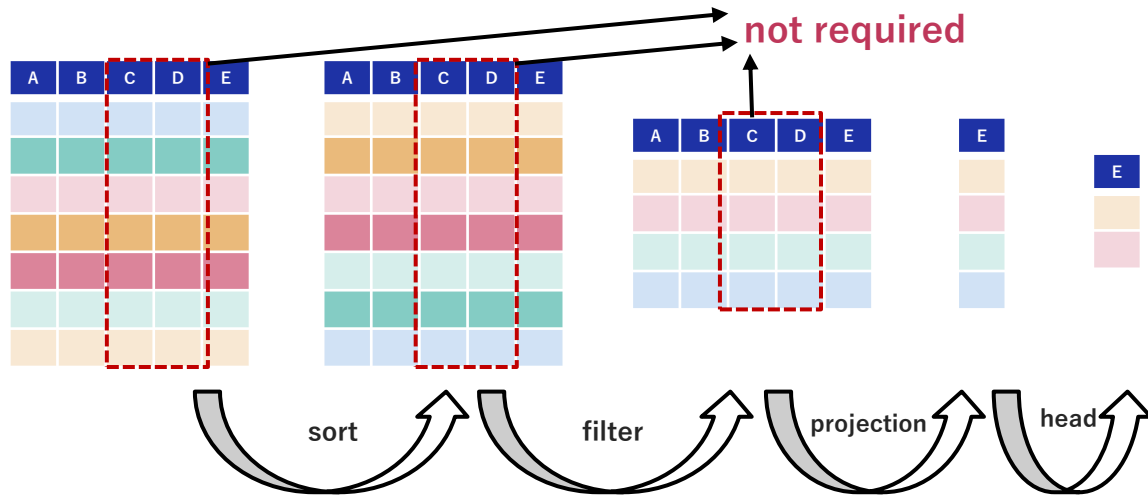 not required
A B C D E
A B C D E
A B C D E
E
E
sort
filter
projection
head